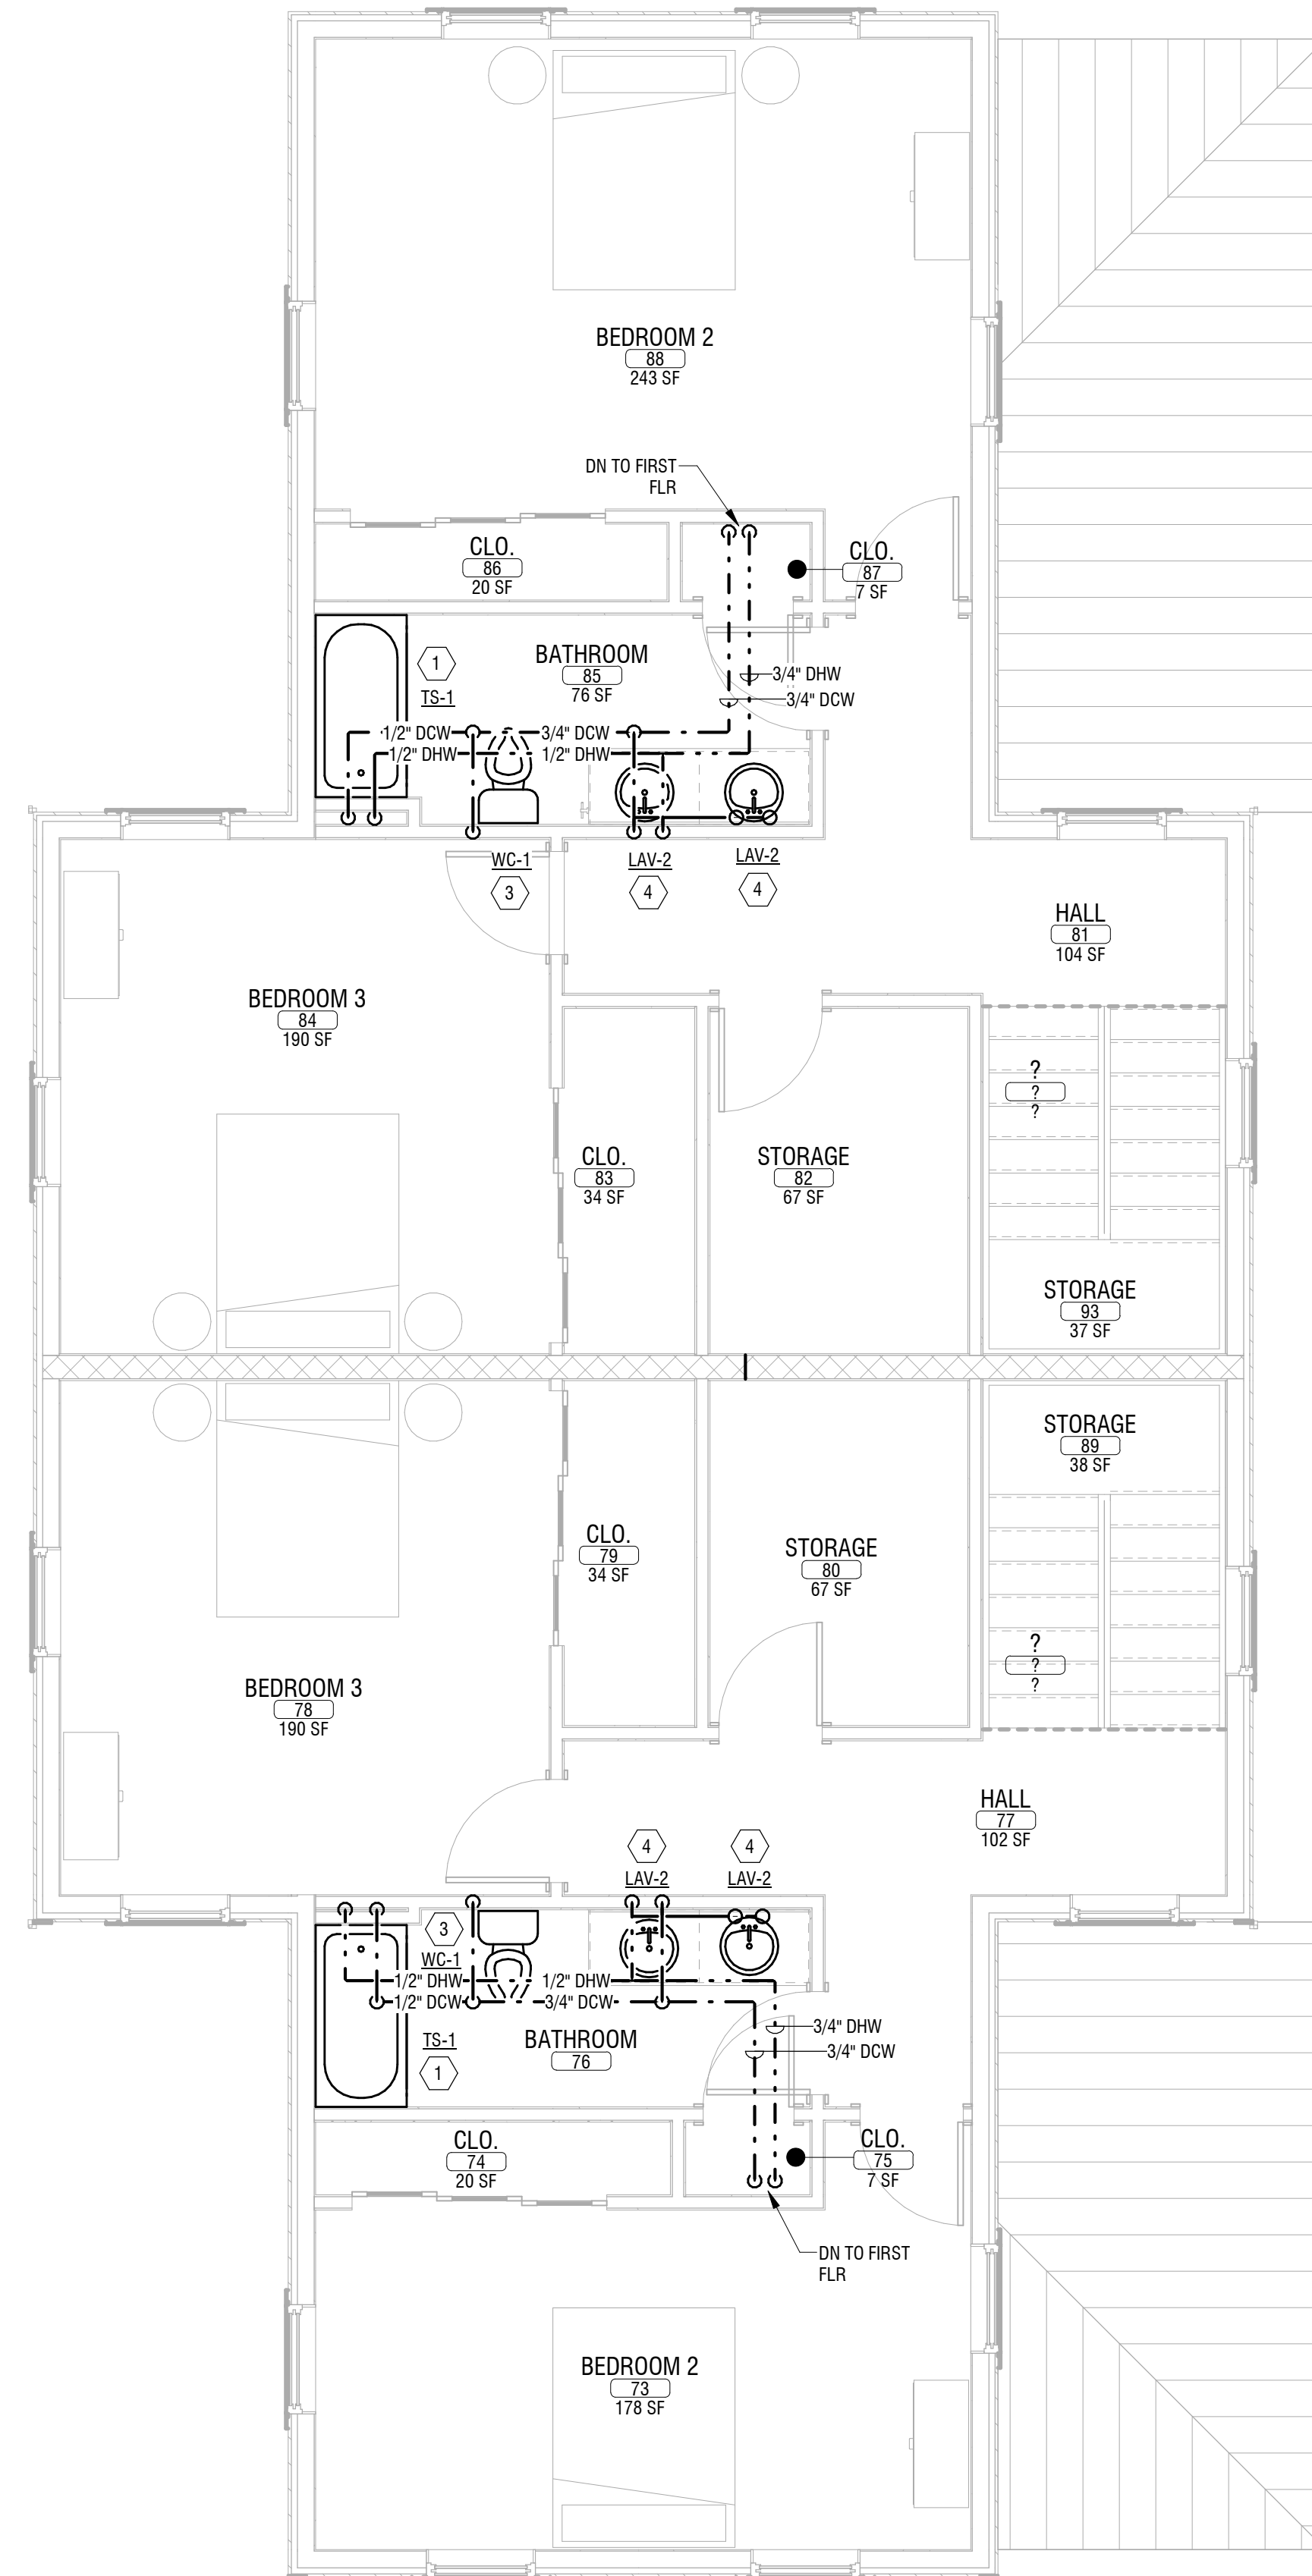 BEDROOM 2
88
243 SF
DN TO FIRST
FLR
CLO.
86
20 SF
CLO.
87
7 SF
1
TS-1
BATHROOM
85
76 SF
3/4" DHW
3/4" DCW
1/2" DCW
3/4" DCW
1/2" DHW
1/2" DHW
WC-1
3
LAV-2
4
LAV-2
4
HALL
81
104 SF
BEDROOM 3
84
190 SF
?
?
?
CLO.
83
34 SF
STORAGE
82
67 SF
STORAGE
93
37 SF
STORAGE
89
38 SF
CLO.
79
34 SF
STORAGE
80
67 SF
?
?
?
BEDROOM 3
78
190 SF
HALL
77
102 SF
4
LAV-2
4
LAV-2
3
WC-1
1/2" DHW
1/2" DHW
1/2" DCW
3/4" DCW
3/4" DHW
3/4" DCW
TS-1
1
BATHROOM
76
CLO.
74
20 SF
CLO.
75
7 SF
DN TO FIRST
FLR
BEDROOM 2
73
178 SF